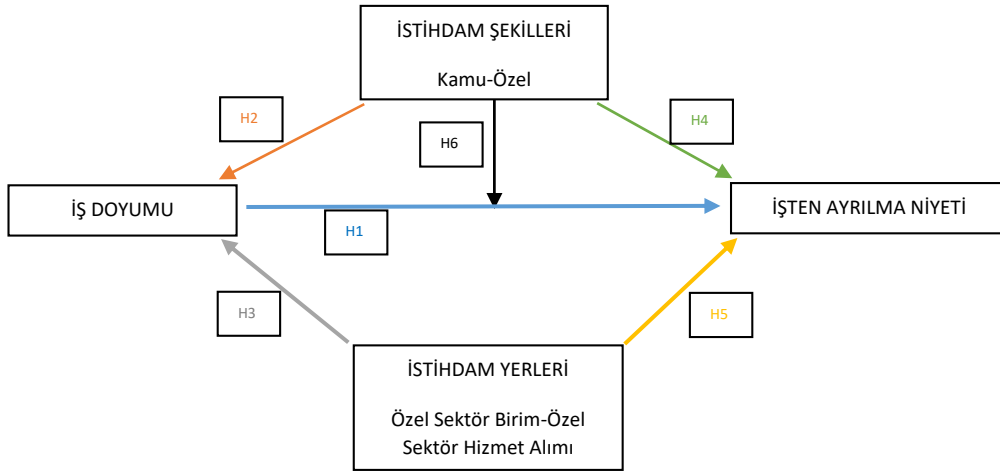 İSTİHDAM ŞEKİLLERİ
Kamu-Özel
H2
H4
H6
İŞ DOYUMU
İŞTEN AYRILMA NİYETİ
H1
H3
H5
İSTİHDAM YERLERİ
Özel Sektör Birim-Özel
Sektör Hizmet Alımı